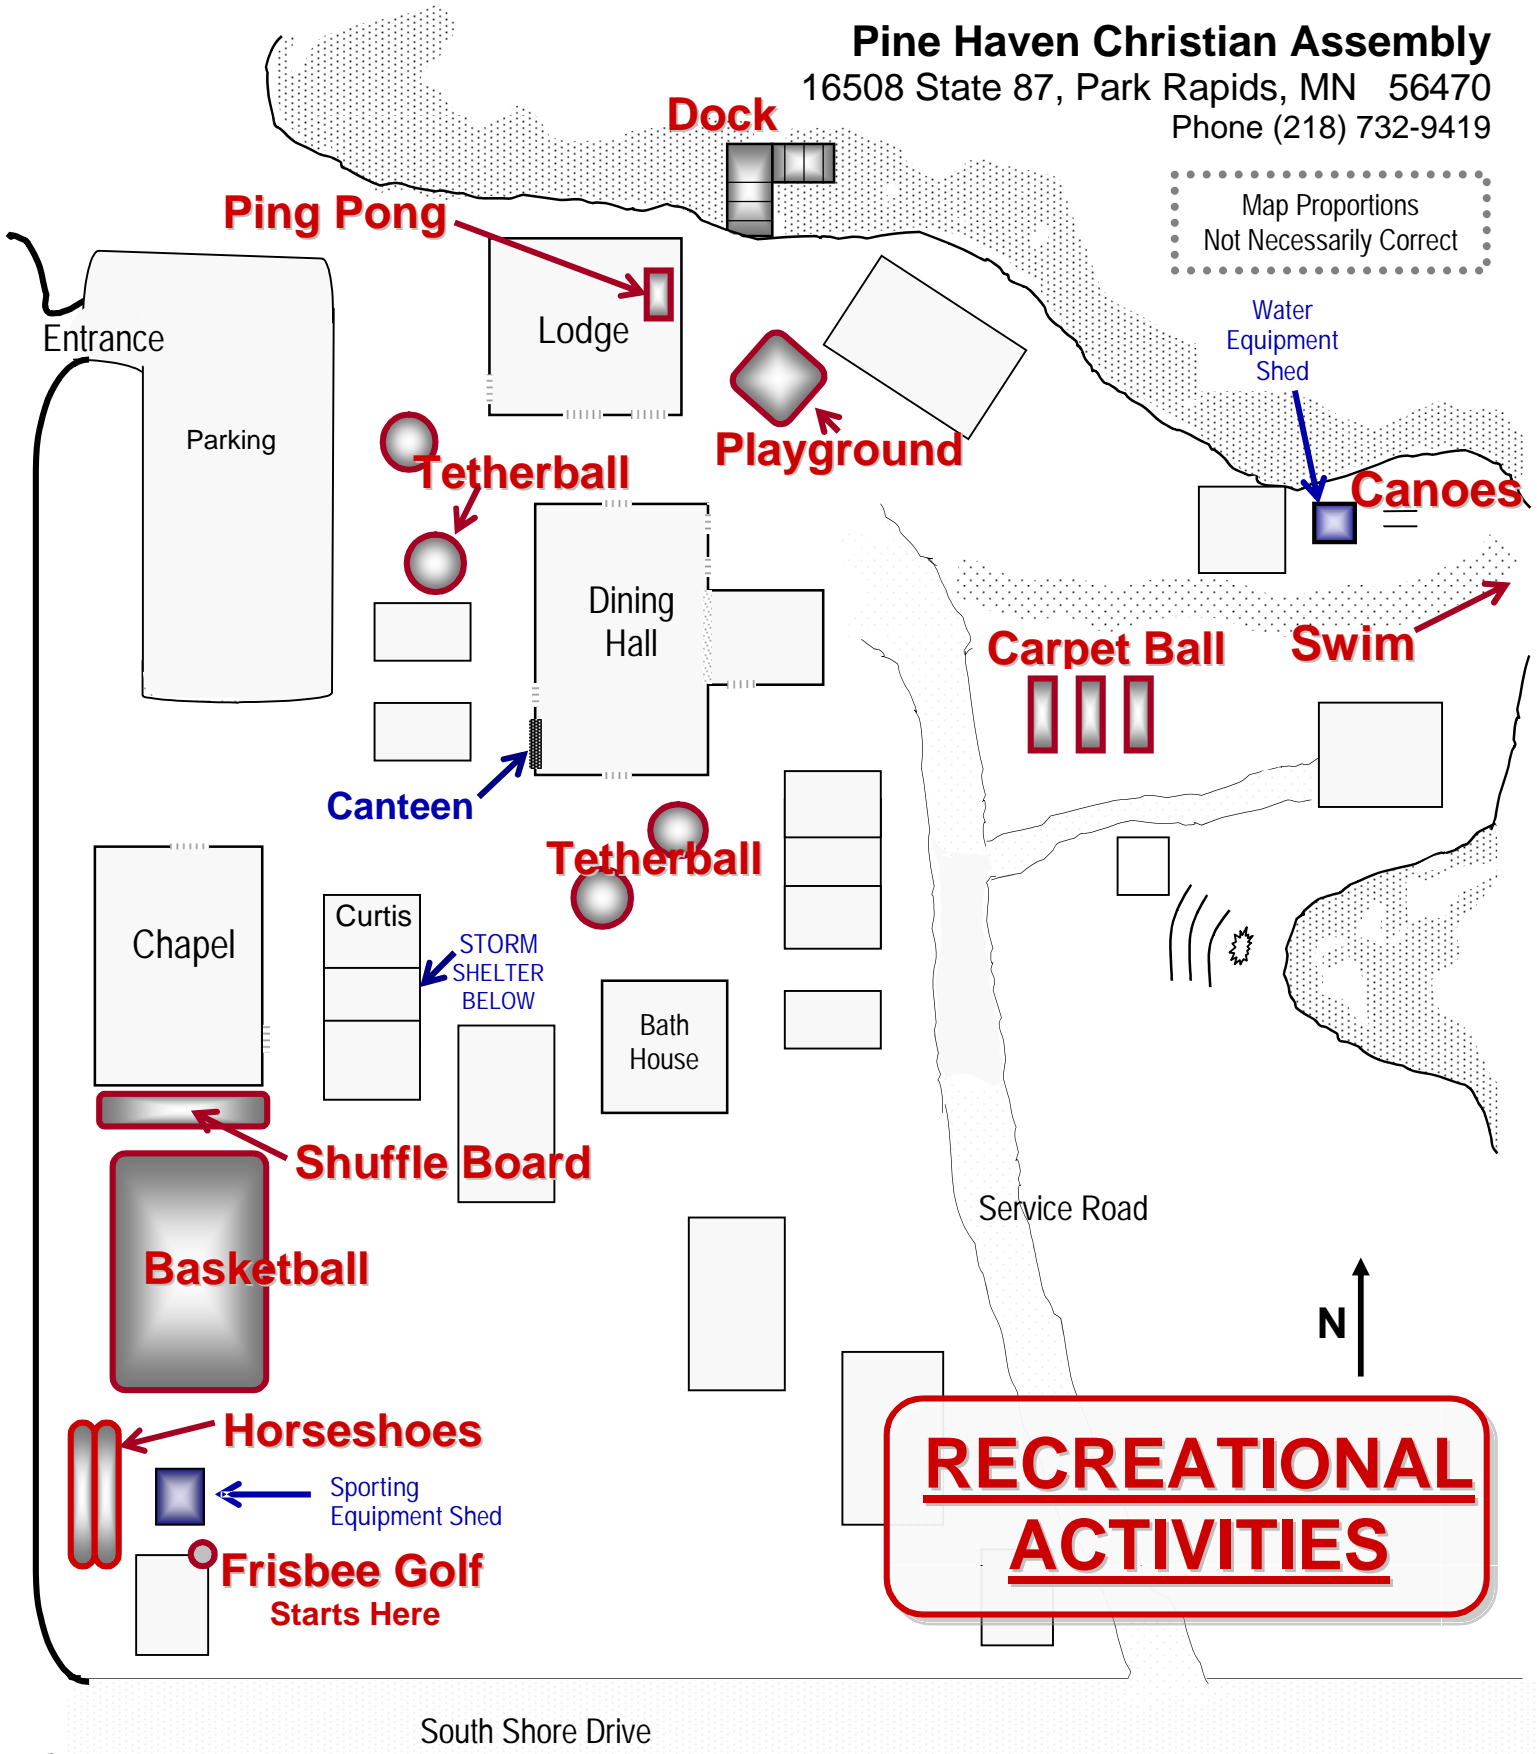 Pine Haven Christian Assembly
16508 State 87, Park Rapids, MN 56470
Phone (218) 732-9419
Dock
Map Proportions
Not Necessarily Correct
Ping Pong
Water
Equipment
Shed
Entrance
Lodge
Parking
Playground
Tetherball
Canoes
Dining
Hall
Carpet Ball
Swim
Canteen
Tetherball
Curtis
Chapel
STORM
SHELTER
BELOW
Bath
House
Shuffle Board
Service Road
Basketball
N
Horseshoes
RECREATIONAL
ACTIVITIES
Sporting
Equipment Shed
Frisbee Golf
Starts Here
South Shore Drive